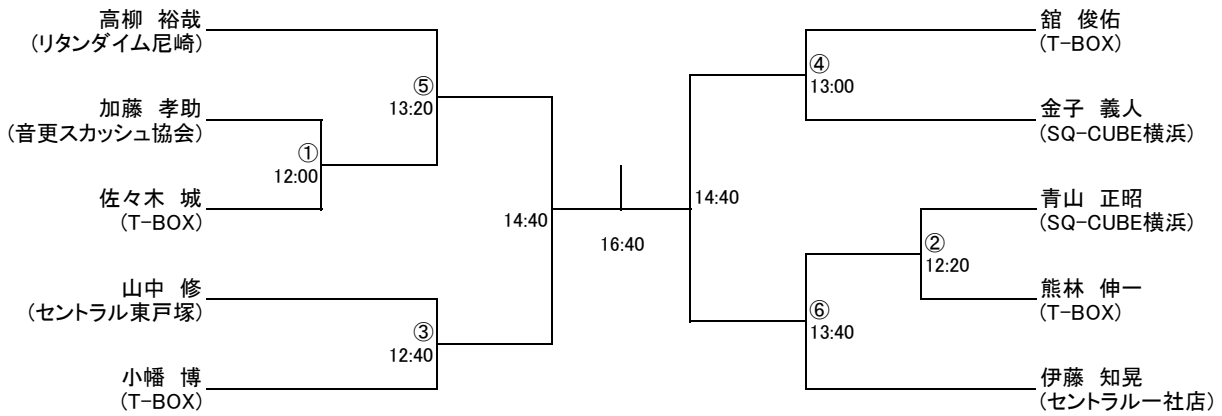 高柳 裕哉
(リタンダイム尼崎)
加藤 孝助
(音更スカッシュ協会)
佐々木 城
(T-BOX)
山中 修
(セントラル東戸塚)
小幡 博
(T-BOX)
①
12:00
⑤
13:20
③
12:40
14:40
16:40
14:40
④
13:00
②
12:20
⑥
13:40
舘 俊佑
(T-BOX)
金子 義人
(SQ-CUBE横浜)
青山 正昭
(SQ-CUBE横浜)
熊林 伸一
(T-BOX)
伊藤 知晃
(セントラル一社店)